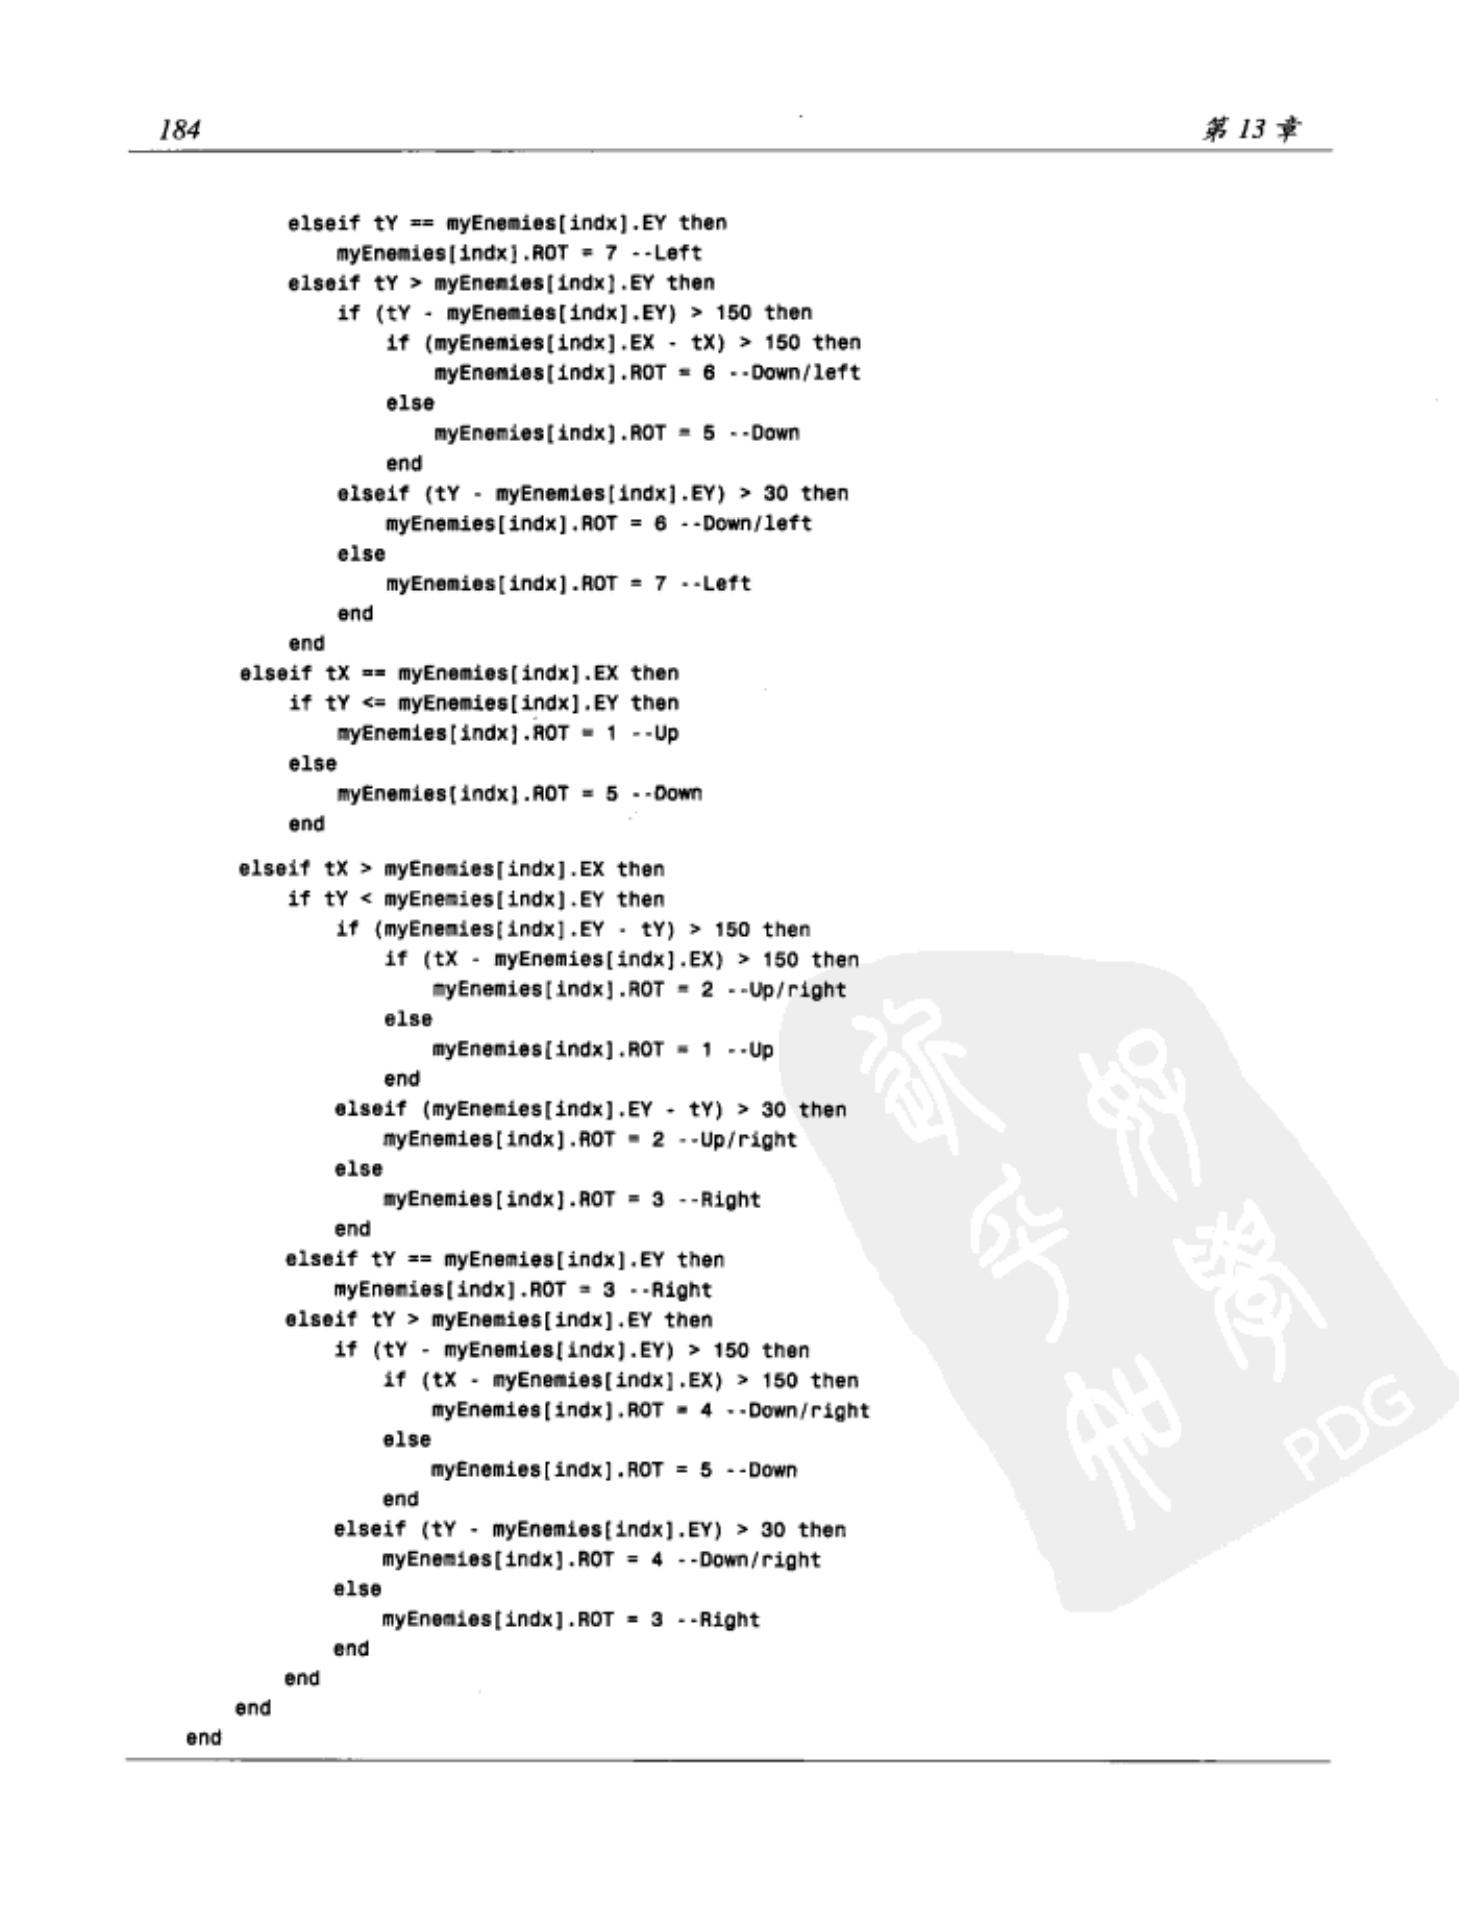 184
第 13 章
elseif tY == myEnemies[indx].EY then
myEnemies[indx].ROT = 7 --Left
elseif tY > myEnemies[indx].EY then
if (tY - myEnemies[indx].EY) > 150 then
if (myEnemies[indx].EX - tX) > 150 then
myEnemies[indx].ROT = 6 --Down/left
else
myEnemies[indx].ROT = 5 --Down
end
elseif (tY - myEnemies[indx].EY) > 30 then
myEnemies[indx].ROT = 6 --Down/left
else
myEnemies[indx].ROT = 7 --Left
end
end
elseif tX == myEnemies[indx].EX then
if tY <= myEnemies[indx].EY then
myEnemies[indx].ROT = 1 --Up
else
myEnemies[indx].ROT = 5 --Down
end
elseif tX > myEnemies[indx].EX then
if tY < myEnemies[indx].EY then
if (myEnemies[indx].EY - tY) > 150 then
if (tX - myEnemies[indx].EX) > 150 then
myEnemies[indx].ROT = 2 --Up/right
else
myEnemies[indx].ROT = 1 --Up
end
elseif (myEnemies[indx].EY - tY) > 30 then
myEnemies[indx].ROT = 2 --Up/right
else
myEnemies[indx].ROT = 3 --Right
end
elseif tY == myEnemies[indx].EY then
myEnemies[indx].ROT = 3 --Right
elseif tY > myEnemies[indx].EY then
if (tY - myEnemies[indx].EY) > 150 then
if (tX - myEnemies[indx].EX) > 150 then
myEnemies[indx].ROT = 4 --Down/right
else
myEnemies[indx].ROT = 5 --Down
end
elseif (tY - myEnemies[indx].EY) > 30 then
myEnemies[indx].ROT = 4 --Down/right
else
myEnemies[indx].ROT = 3 --Right
end
end
end
end
PDG